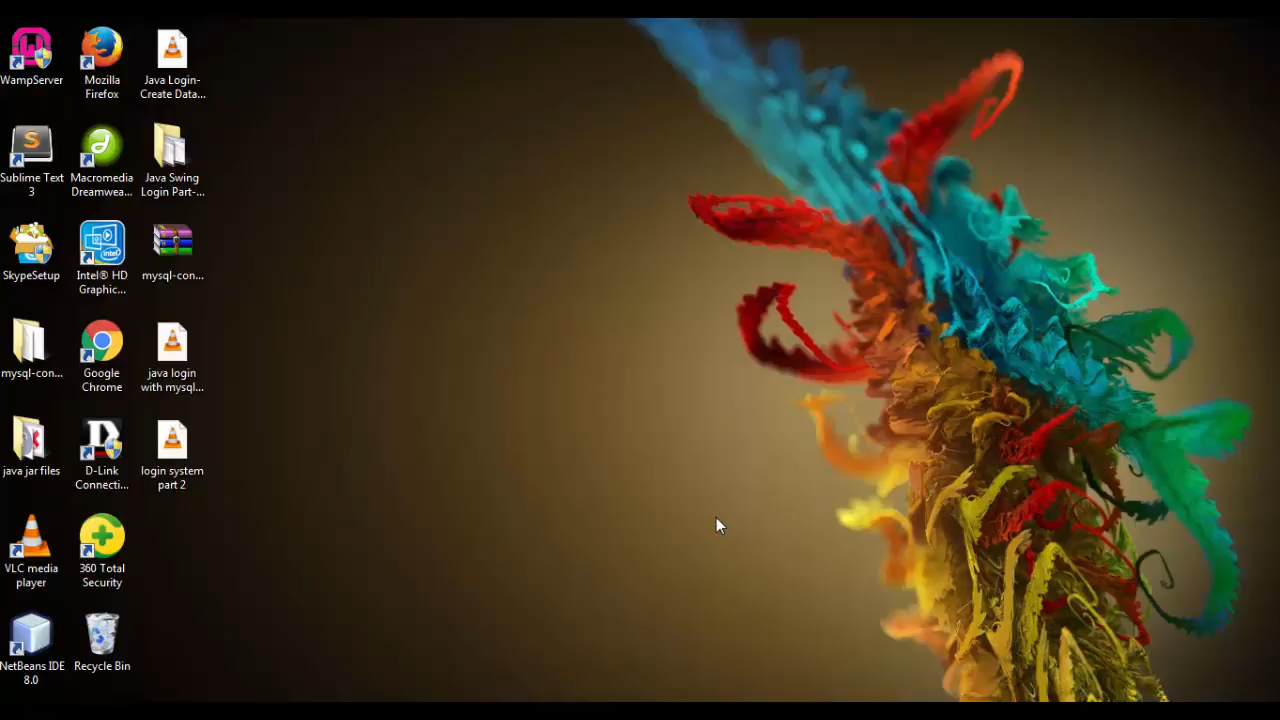 WampServer
Mozilla
Firefox
Java Login-
Create Data...
Sublime Text
3
Macromedia
Dreamwea...
Java Swing
Login Part-...
SkypeSetup
Intel® HD
Graphic...
mysql-con...
mysql-con...
Google
Chrome
java login
with mysql...
java jar files
D-Link
Connecti...
login system
part 2
VLC media
player
360 Total
Security
NetBeans IDE
8.0
Recycle Bin